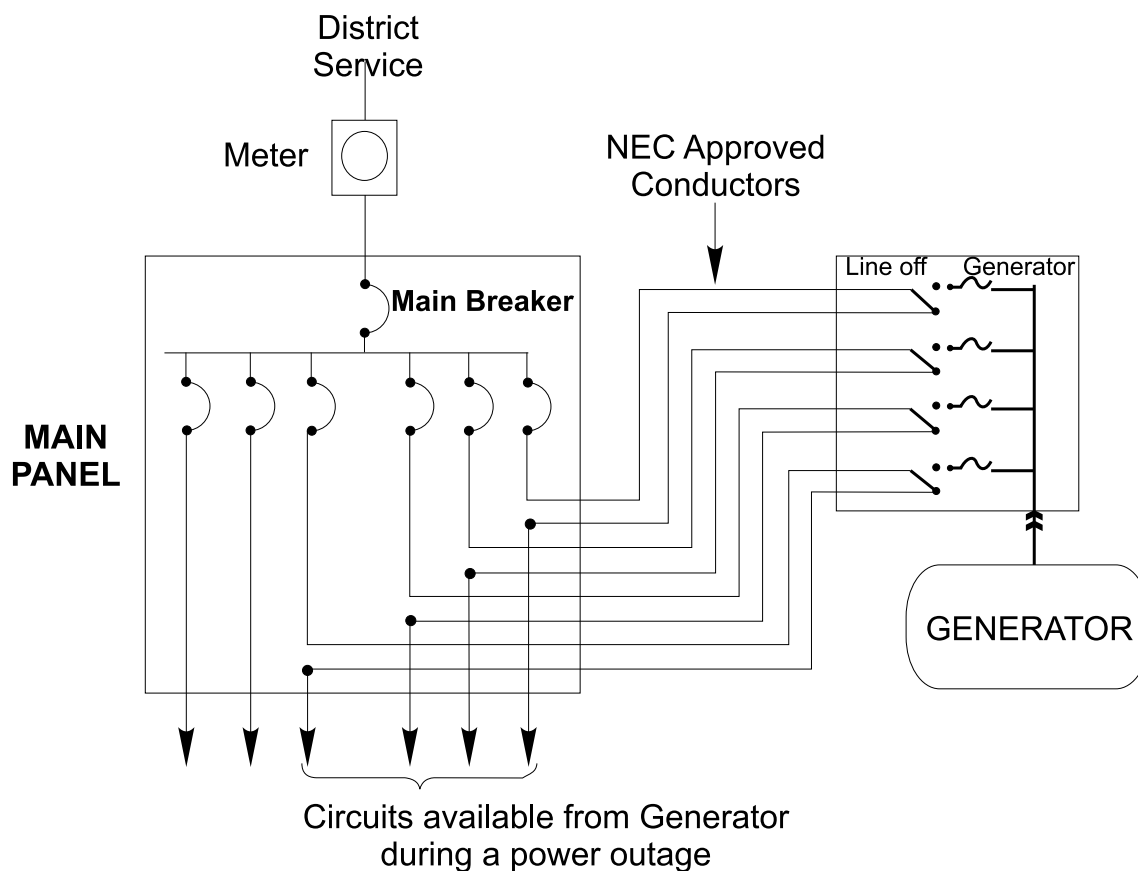 District
Service
Meter
NEC Approved
Conductors
Line off
Generator
Main Breaker
MAIN
PANEL
GENERATOR
Circuits available from Generator
during a power outage